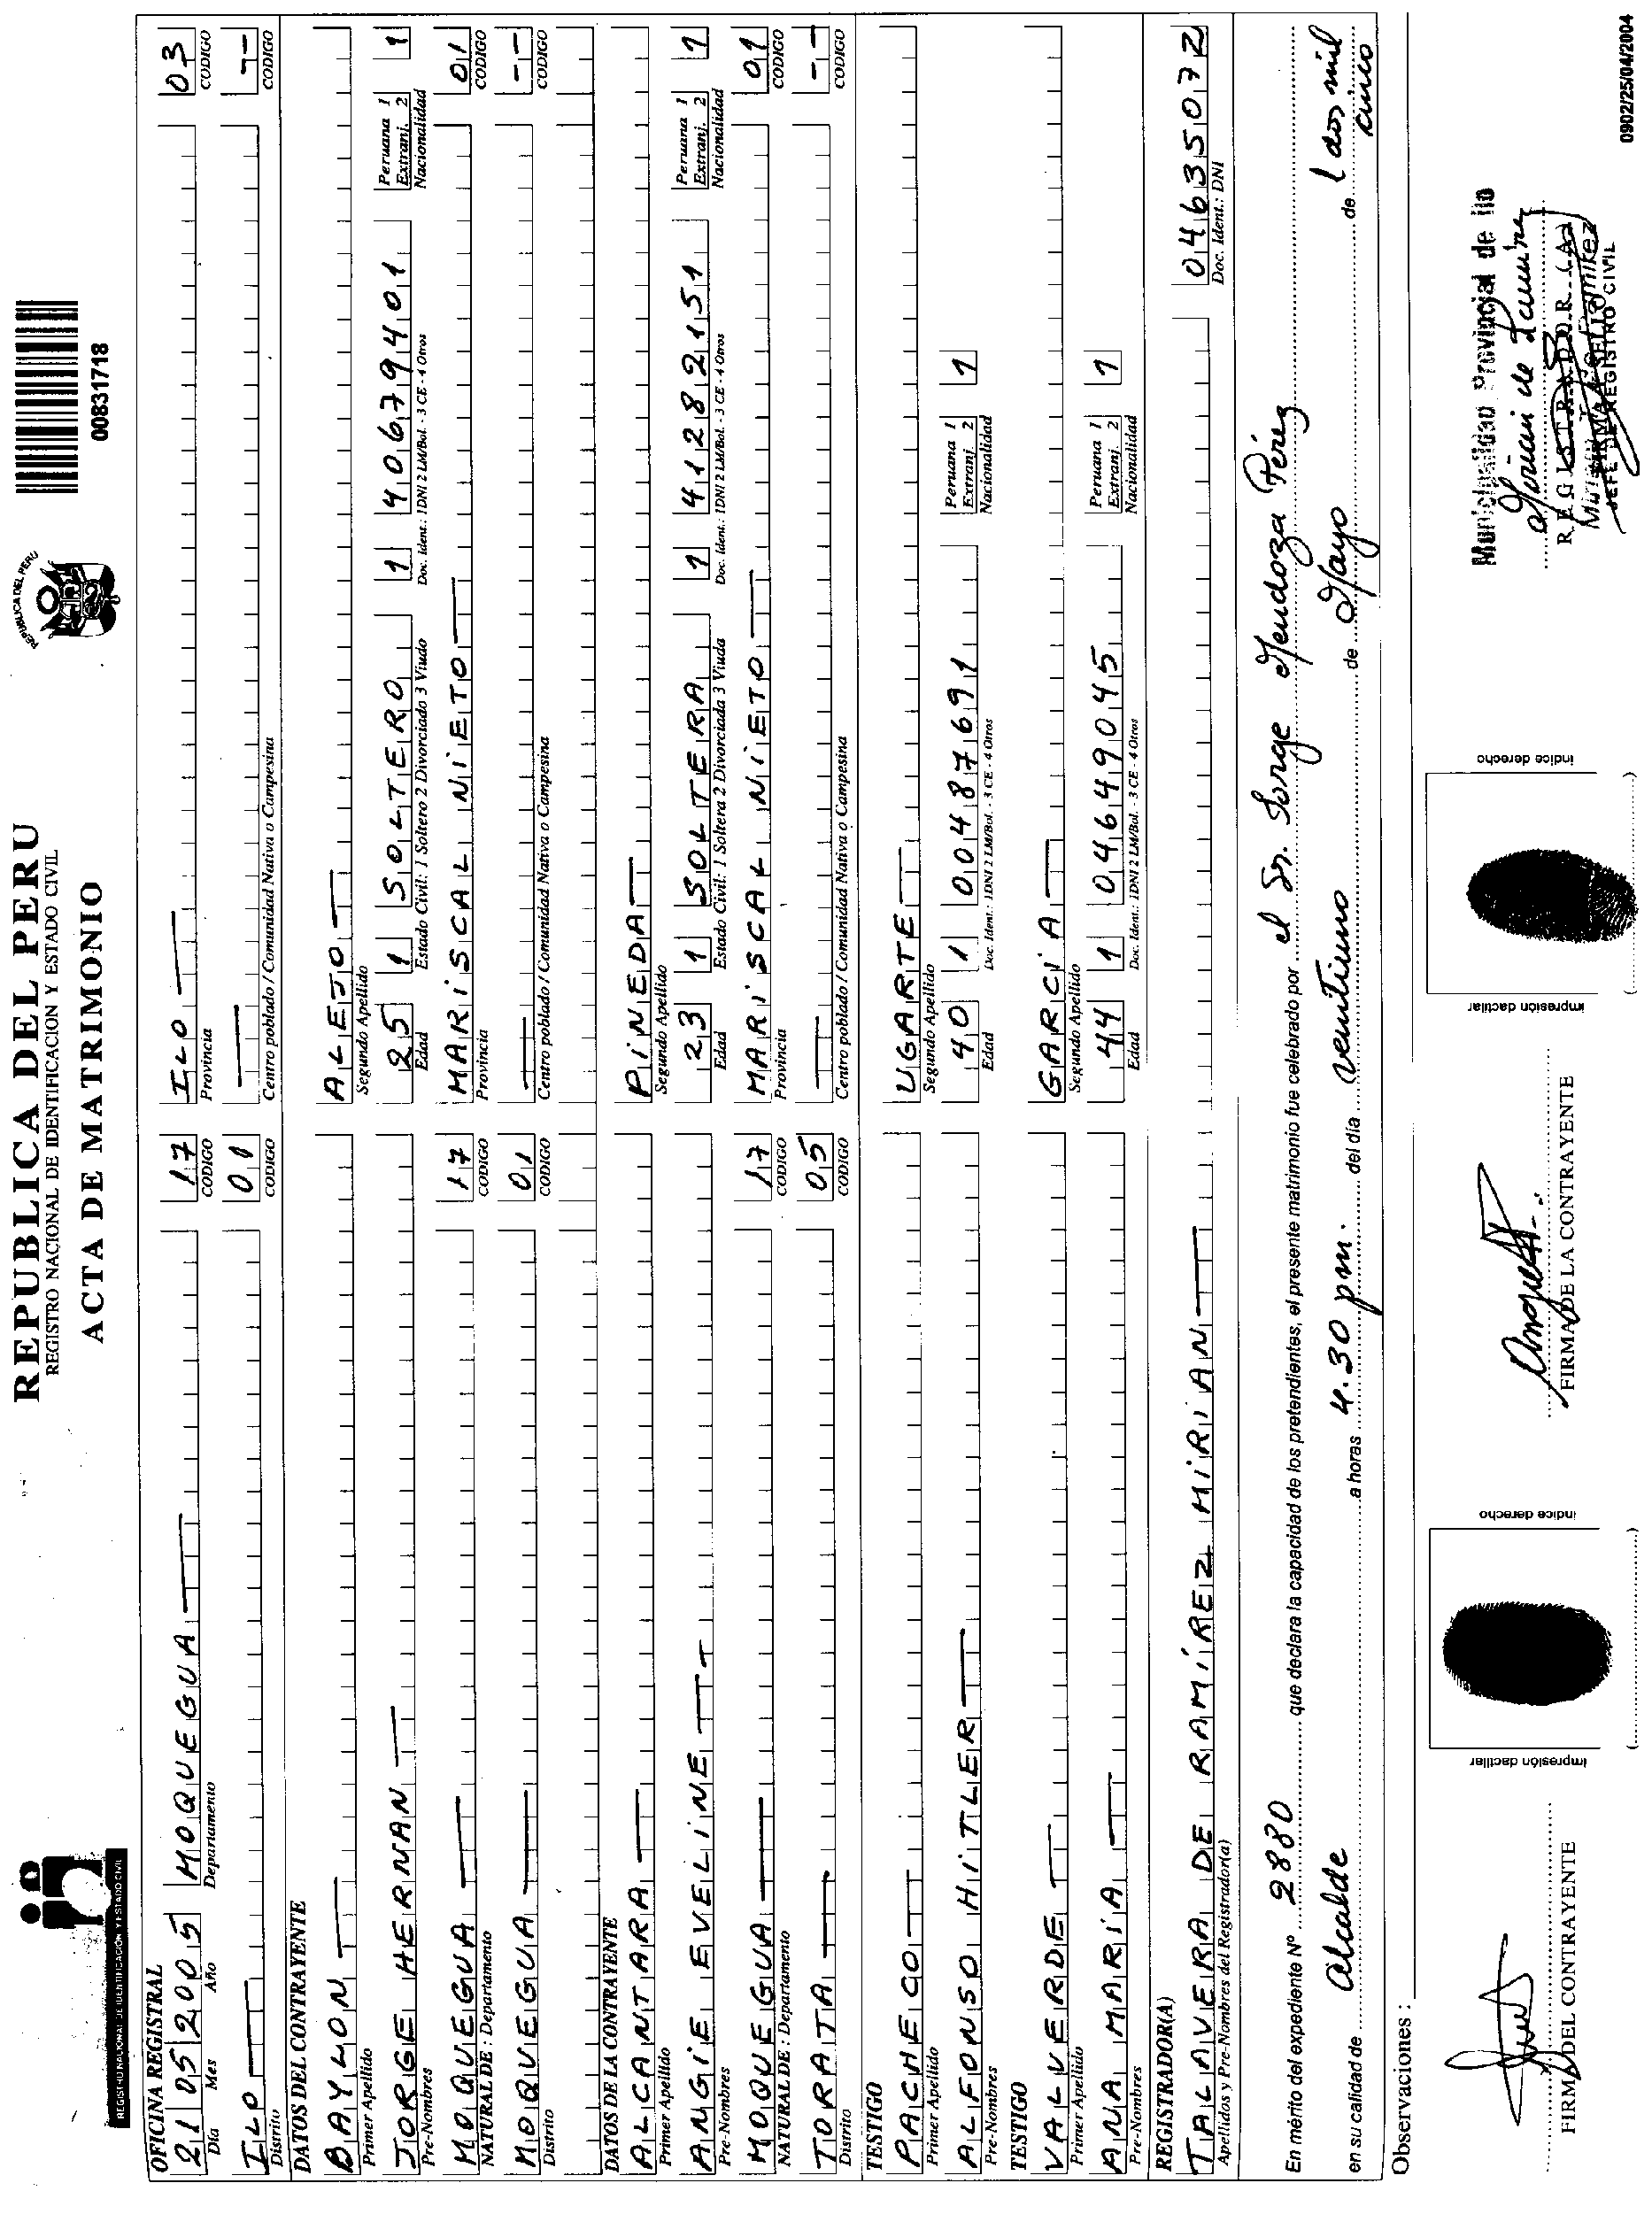 REPUBLICA DEL PERU
REGISTRO NACIONAL DE IDENTIFICACION Y ESTADO CIVIL
ACTA DE MATRIMONIO
REGISTRO NACIONAL DE IDENTIFICACIÓN Y ESTADO CIVIL
REPUBLICA DEL PERU
00831718
OFICINA REGISTRAL
21 05 2005 MOQUEGUA 17 ILO 03
Día Mes Año Departamento CODIGO Provincia CODIGO
ILO 01 --
Distrito CODIGO Centro poblado / Comunidad Nativa o Campesina CODIGO
DATOS DEL CONTRAYENTE
BAYLON ALEJO
Primer Apellido Segundo Apellido
JORGE HERNAN 25 1 SOLTERO 1 40679401 Peruana 1 Extranj. 2 1
Pre-Nombres Edad Estado Civil: 1 Soltero 2 Divorciado 3 Viudo Doc. Ident.: 1DNI 2 LM/Bol. - 3 CE - 4 Otros Nacionalidad
MOQUEGUA 17 MARiSCAL NiETO 01
NATURAL DE : Departamento CODIGO Provincia CODIGO
MOQUEGUA 01 --
Distrito CODIGO Centro poblado / Comunidad Nativa o Campesina CODIGO
DATOS DE LA CONTRAYENTE
ALCANTARA PiNEDA
Primer Apellido Segundo Apellido
ANGiE EVELiNE 23 1 SOLTERA 1 41282151 Peruana 1 Extranj. 2 1
Pre-Nombres Edad Estado Civil: 1 Soltera 2 Divorciada 3 Viuda Doc. Ident.: 1DNI 2 LM/Bol. - 3 CE - 4 Otros Nacionalidad
MOQUEGUA 17 MARiSCAL NiETO 01
NATURAL DE : Departamento CODIGO Provincia CODIGO
TORATA 05 --
Distrito CODIGO Centro poblado / Comunidad Nativa o Campesina CODIGO
TESTIGO
PACHECO UGARTE
Primer Apellido Segundo Apellido
ALFONSO HiTLER 40 1 00487691 Peruana 1 Extranj. 2 1
Pre-Nombres Edad Doc. Ident.: 1DNI 2 LM/Bol. - 3 CE - 4 Otros Nacionalidad
TESTIGO
VALVERDE GARCíA
Primer Apellido Segundo Apellido
ANA MARíA 44 1 04649045 Peruana 1 Extranj. 2 1
Pre-Nombres Edad Doc. Ident.: 1DNI 2 LM/Bol. - 3 CE - 4 Otros Nacionalidad
REGISTRADOR(A)
TALAVERA DE RAMíREZ MiRiAN 04635072
Apellidos y Pre-Nombres del Registrador(a) Doc. Ident.: DNI
En mérito del expediente Nº 2880 que declara la capacidad de los pretendientes, el presente matrimonio fue celebrado por el Sr. Jorge Mendoza Pérez
en su calidad de Alcalde a horas 4.30 pm. del día veintiuno de Mayo de dos mil cinco
Observaciones :
impresión dactilar índice derecho impresión dactilar índice derecho
Municipalidad Provincial de Ilo
REGISTRADOR (A)
FIRMA Y SELLO
JEFE DE REGISTRO CIVIL
FIRMA DEL CONTRAYENTE FIRMA DE LA CONTRAYENTE
0902/25/04/2004